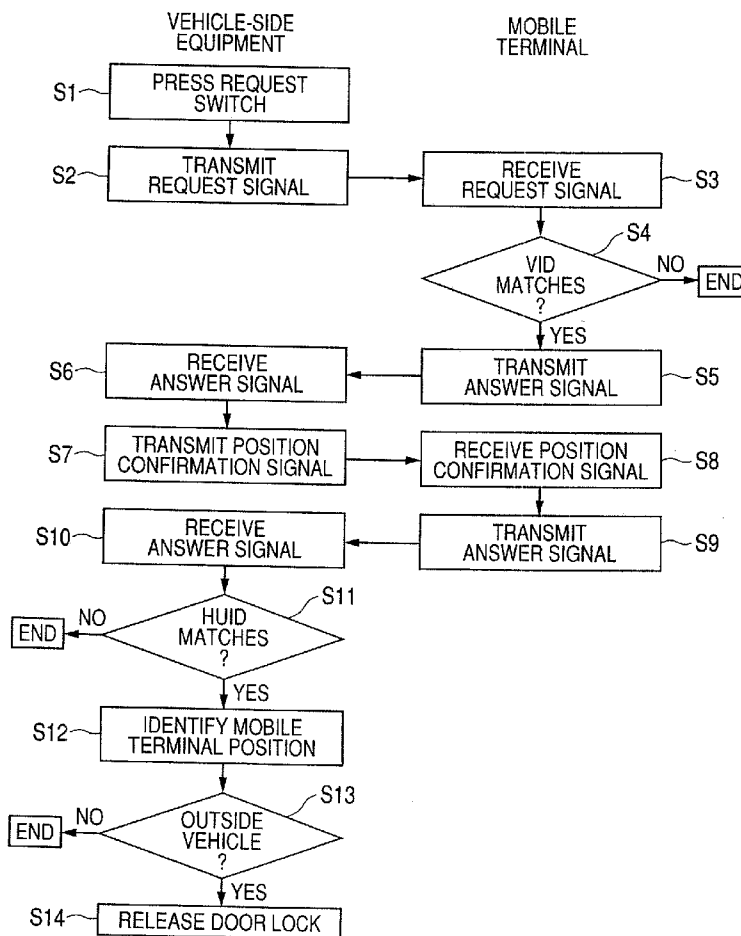 VEHICLE-SIDE
EQUIPMENT
MOBILE
TERMINAL
S1
PRESS REQUEST
SWITCH
S2
TRANSMIT
REQUEST SIGNAL
RECEIVE
REQUEST SIGNAL
S3
S4
VID
MATCHES
?
NO
END
YES
S6
RECEIVE
ANSWER SIGNAL
TRANSMIT
ANSWER SIGNAL
S5
S7
TRANSMIT POSITION
CONFIRMATION SIGNAL
RECEIVE POSITION
CONFIRMATION SIGNAL
S8
S10
RECEIVE
ANSWER SIGNAL
TRANSMIT
ANSWER SIGNAL
S9
S11
HUID
MATCHES
?
NO
END
YES
S12
IDENTIFY MOBILE
TERMINAL POSITION
S13
OUTSIDE
VEHICLE
?
NO
END
YES
S14
RELEASE DOOR LOCK